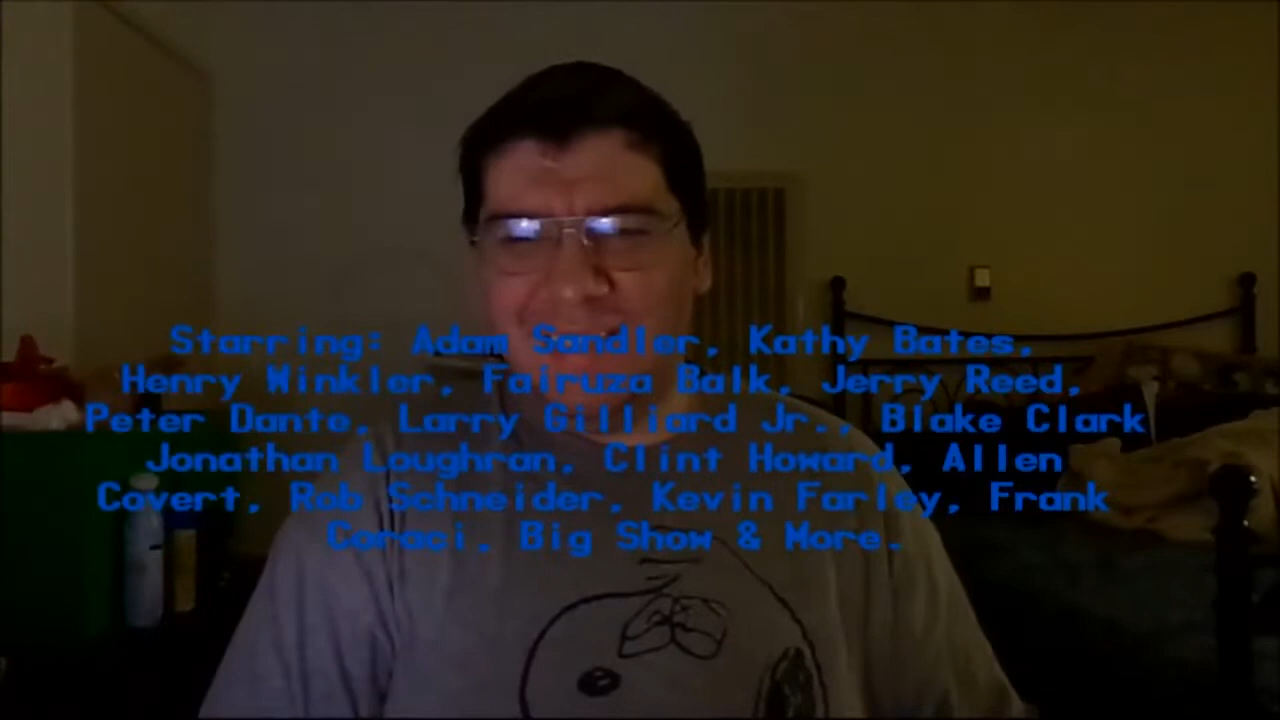 Starring: Adam Sandler, Kathy Bates,
Henry Winkler, Fairuza Balk, Jerry Reed,
Peter Dante, Larry Gilliard Jr., Blake Clark
Jonathan Loughran, Clint Howard, Allen
Covert, Rob Schneider, Kevin Farley, Frank
Coraci, Big Show & More.